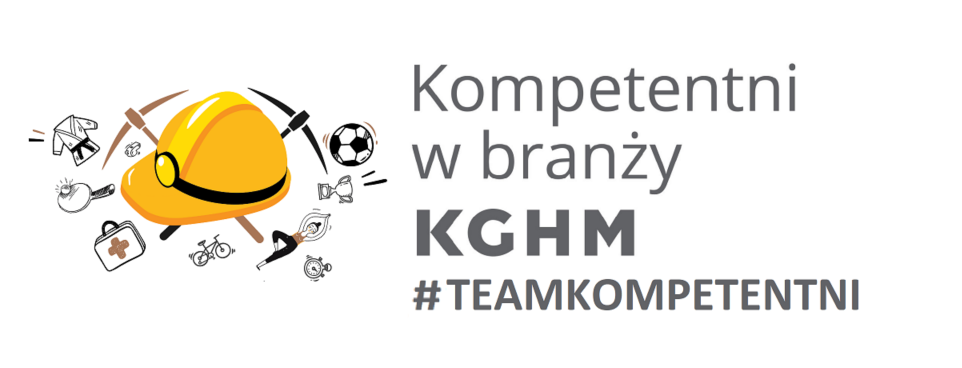 Kompetentni
w branży
KGHM
#TEAMKOMPETENTNI